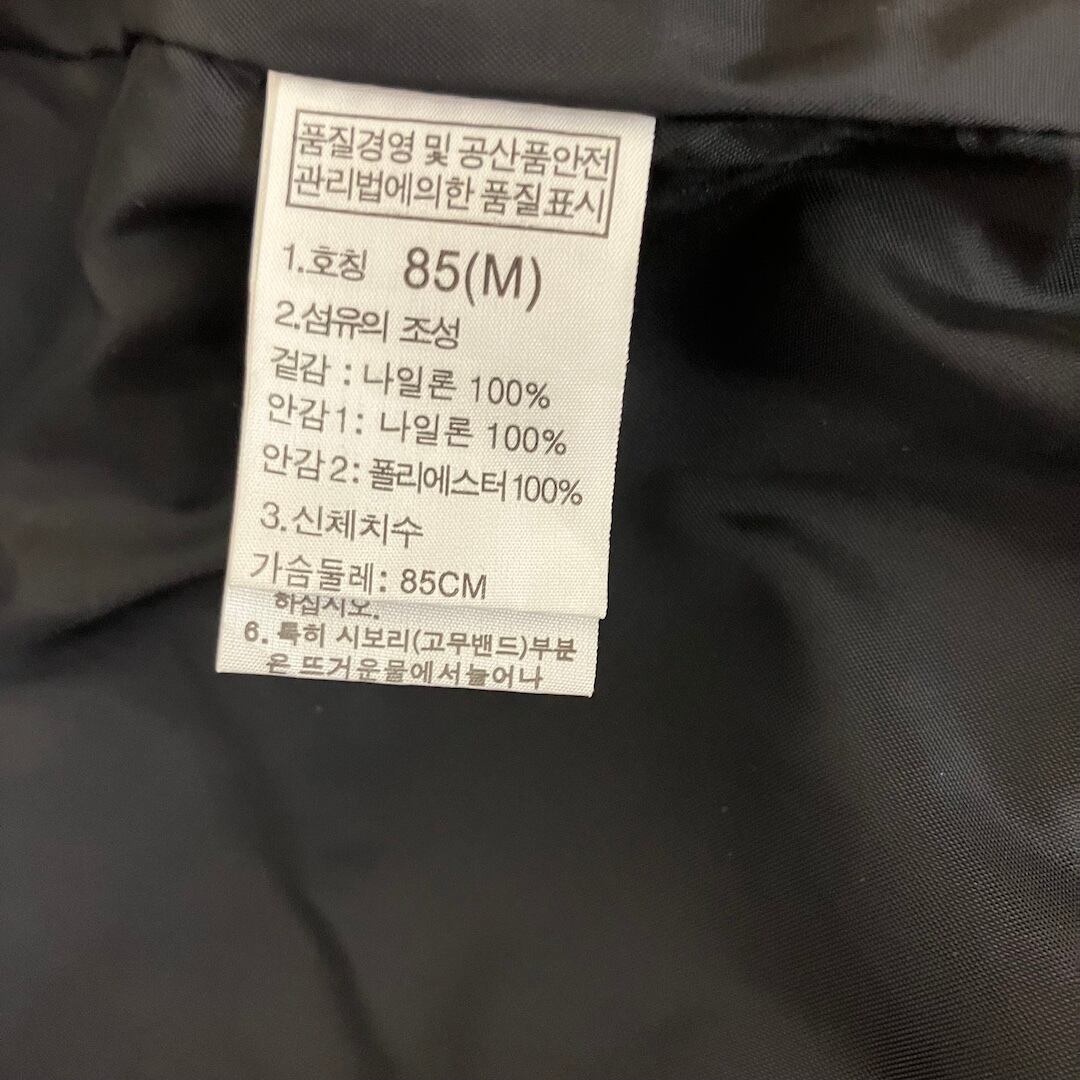 품질경영 및 공산품안전
관리법에의한 품질표시
1.호칭 85(M)
2.섬유의 조성
겉감 : 나일론 100%
안감1: 나일론 100%
안감2: 폴리에스터100%
3.신체치수
가슴둘레: 85CM
하십시오.
6. 특히 시보리(고무밴드)부분
은 뜨거운물에서늘어나